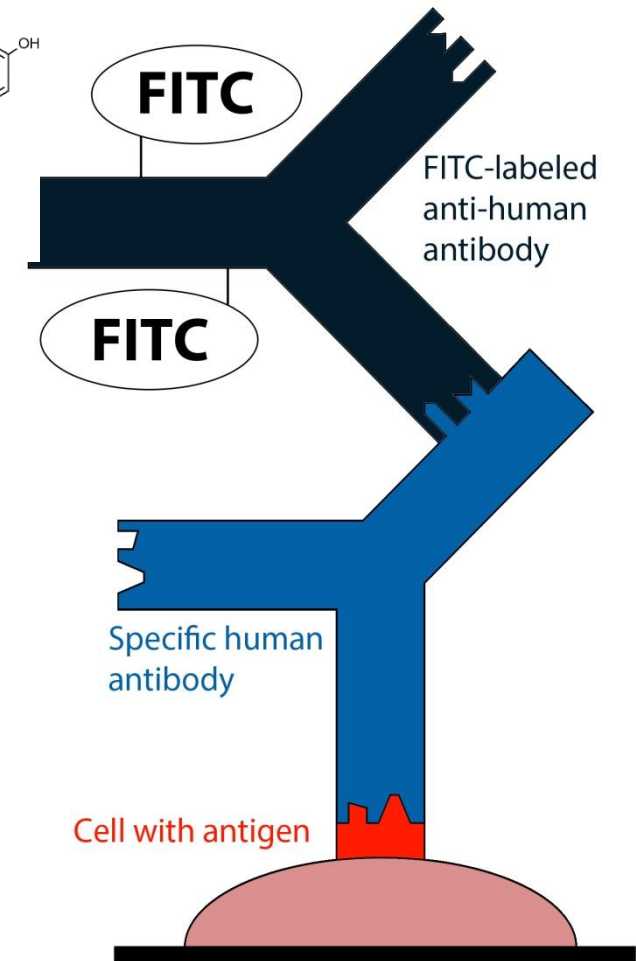 OH
FITC
FITC-labeled
anti-human
antibody
FITC
Specific human
antibody
Cell with antigen